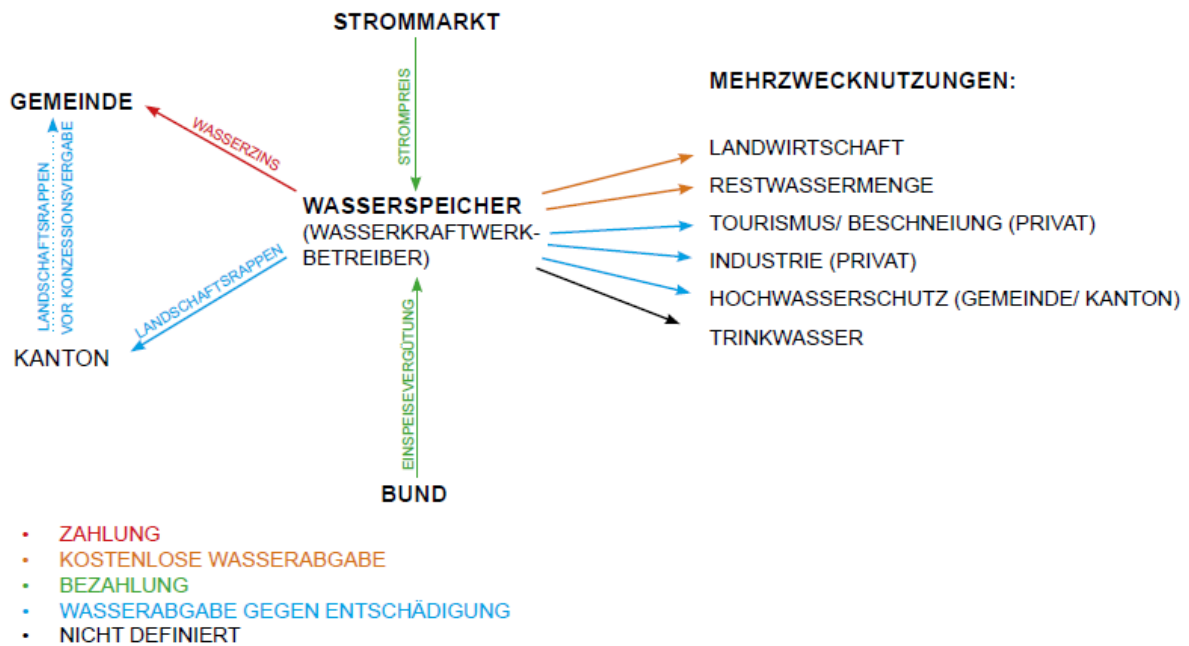 STROMMARKT
GEMEINDE
WASSERZINS
STROMPREIS
LANDSCHAFTSRAPPEN
VOR KONZESSIONSVERGABE
WASSERSPEICHER
(WASSERKRAFTWERK-
BETREIBER)
LANDSCHAFTSRAPPEN
KANTON
EINSPEISEVERGÜTUNG
BUND
MEHRZWECKNUTZUNGEN:
LANDWIRTSCHAFT
RESTWASSERMENGE
TOURISMUS/ BESCHNEIUNG (PRIVAT)
INDUSTRIE (PRIVAT)
HOCHWASSERSCHUTZ (GEMEINDE/ KANTON)
TRINKWASSER
• ZAHLUNG
• KOSTENLOSE WASSERABGABE
• BEZAHLUNG
• WASSERABGABE GEGEN ENTSCHÄDIGUNG
• NICHT DEFINIERT